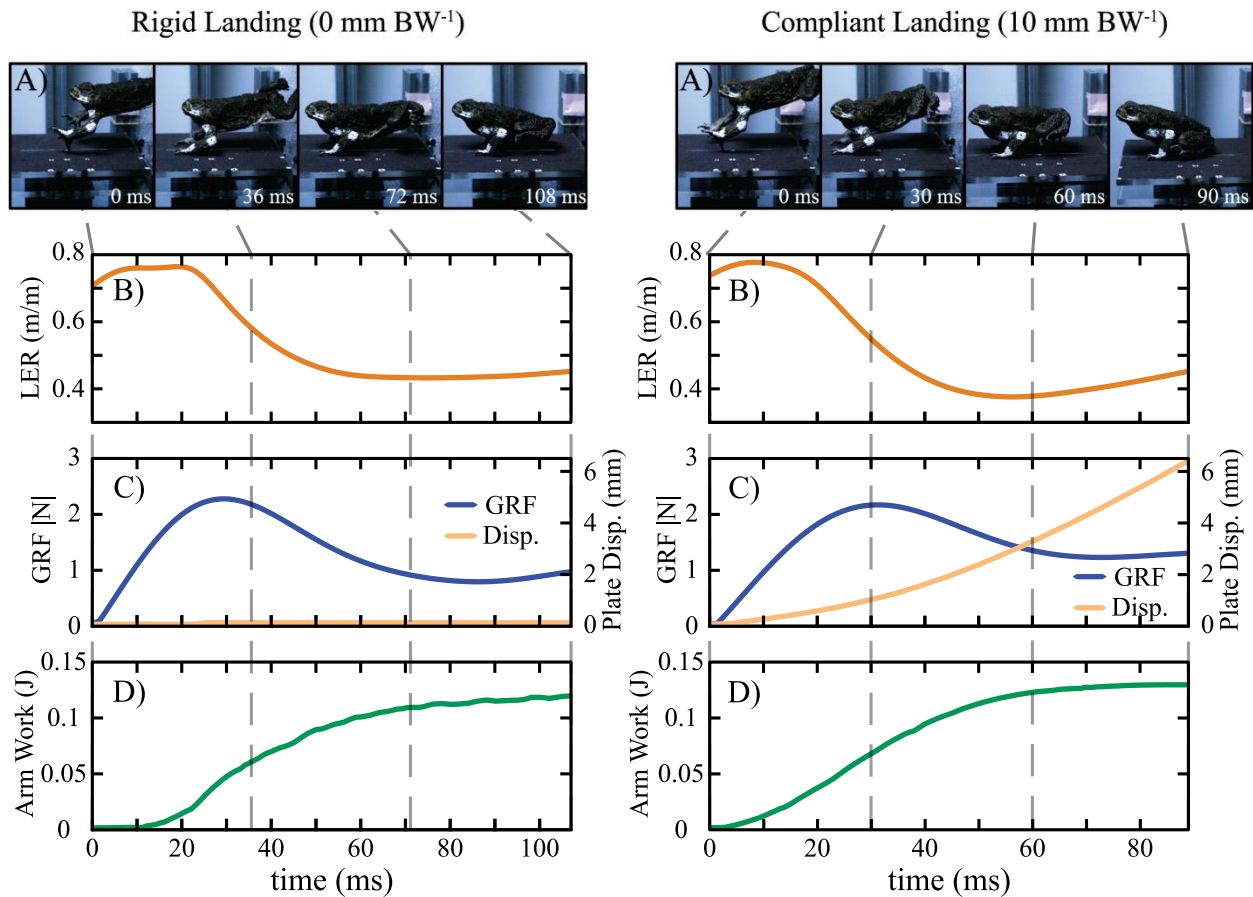 Rigid Landing (0 mm BW⁻¹)
Compliant Landing (10 mm BW⁻¹)
A)
0 ms
36 ms
72 ms
108 ms
A)
0 ms
30 ms
60 ms
90 ms
B)
LER (m/m)
0.8
0.6
0.4
B)
LER (m/m)
0.8
0.6
0.4
C)
GRF |N|
3
2
1
0
GRF
Disp.
Plate Disp. (mm)
6
4
2
0
C)
GRF |N|
3
2
1
0
GRF
Disp.
Plate Disp. (mm)
6
4
2
0
D)
Arm Work (J)
0.15
0.1
0.05
0
0 20 40 60 80 100
time (ms)
D)
Arm Work (J)
0.15
0.1
0.05
0
0 20 40 60 80
time (ms)